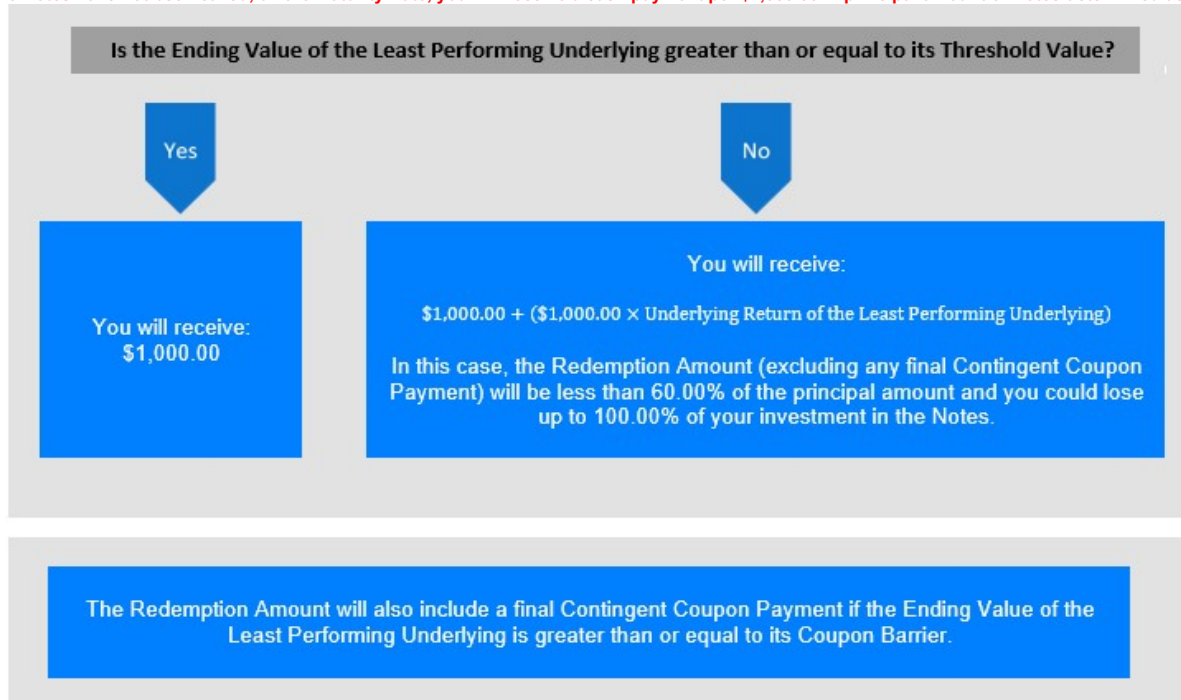 Is the Ending Value of the Least Performing Underlying greater than or equal to its Threshold Value?
Yes
No
You will receive:
$1,000.00
You will receive:
$1,000.00 + ($1,000.00 × Underlying Return of the Least Performing Underlying)
In this case, the Redemption Amount (excluding any final Contingent Coupon
Payment) will be less than 60.00% of the principal amount and you could lose
up to 100.00% of your investment in the Notes.
The Redemption Amount will also include a final Contingent Coupon Payment if the Ending Value of the
Least Performing Underlying is greater than or equal to its Coupon Barrier.